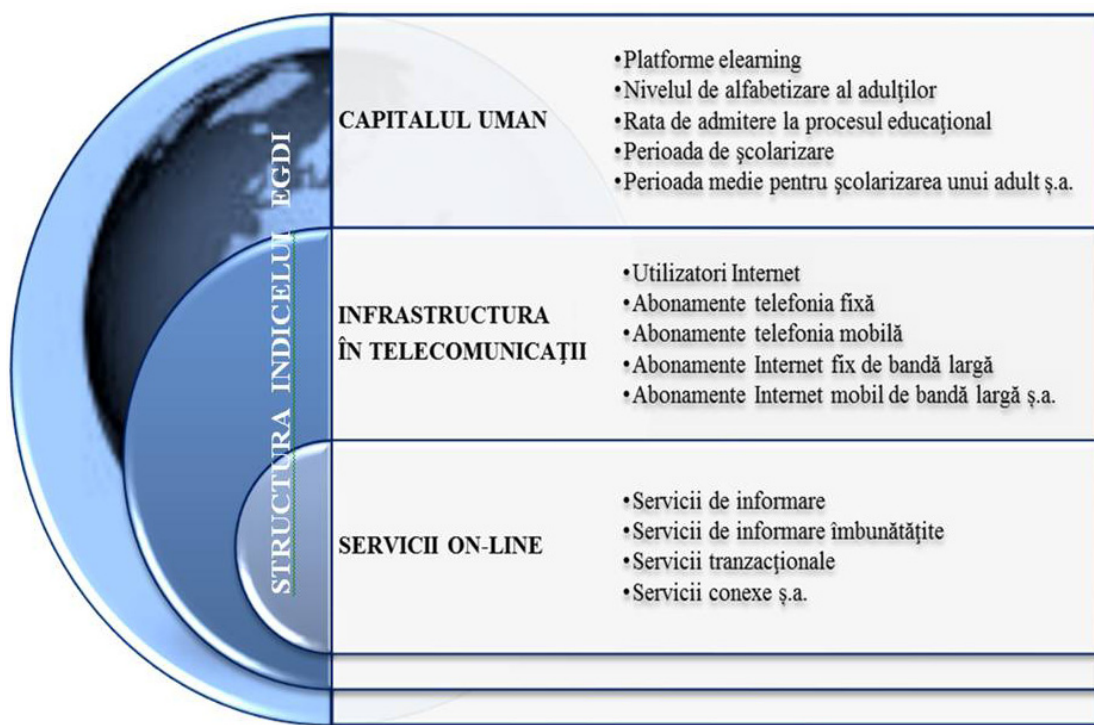 STRUCTURA INDICELUI EGDI
CAPITALUL UMAN
•Platforme elearning
•Nivelul de alfabetizare al adulților
•Rata de admitere la procesul educațional
•Perioada de școlarizare
•Perioada medie pentru școlarizarea unui adult ș.a.
INFRASTRUCTURA
ÎN TELECOMUNICAȚII
•Utilizatori Internet
•Abonamente telefonia fixă
•Abonamente telefonia mobilă
•Abonamente Internet fix de bandă largă
•Abonamente Internet mobil de bandă largă ș.a.
SERVICII ON-LINE
•Servicii de informare
•Servicii de informare îmbunătățite
•Servicii tranzacționale
•Servicii conexe ș.a.